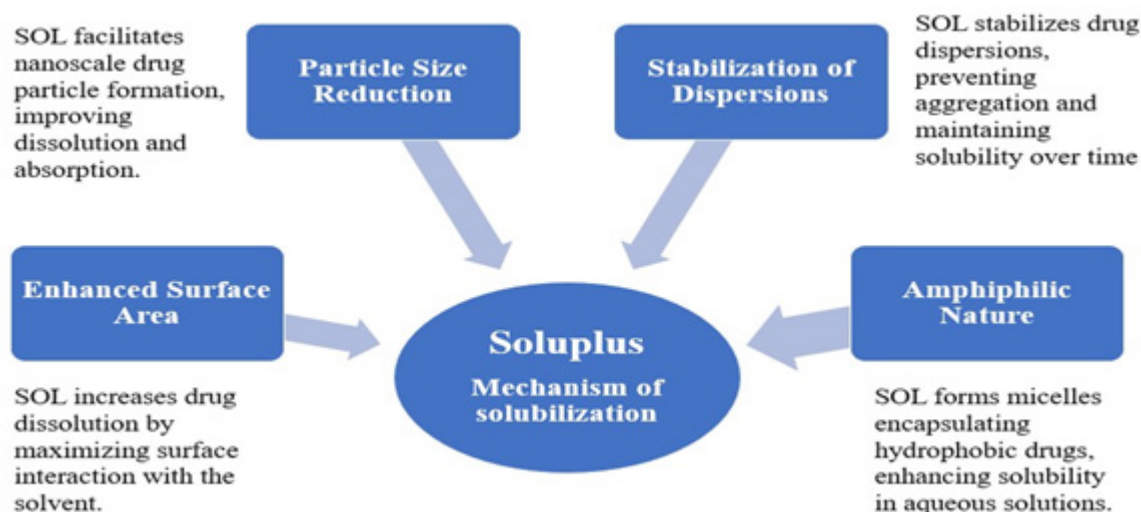 SOL facilitates
nanoscale drug
particle formation,
improving
dissolution and
absorption.
Particle Size
Reduction
Stabilization of
Dispersions
SOL stabilizes drug
dispersions,
preventing
aggregation and
maintaining
solubility over time
Enhanced Surface
Area
SOL increases drug
dissolution by
maximizing surface
interaction with the
solvent.
Soluplus
Mechanism of
solubilization
Amphiphilic
Nature
SOL forms micelles
encapsulating
hydrophobic drugs,
enhancing solubility
in aqueous solutions.